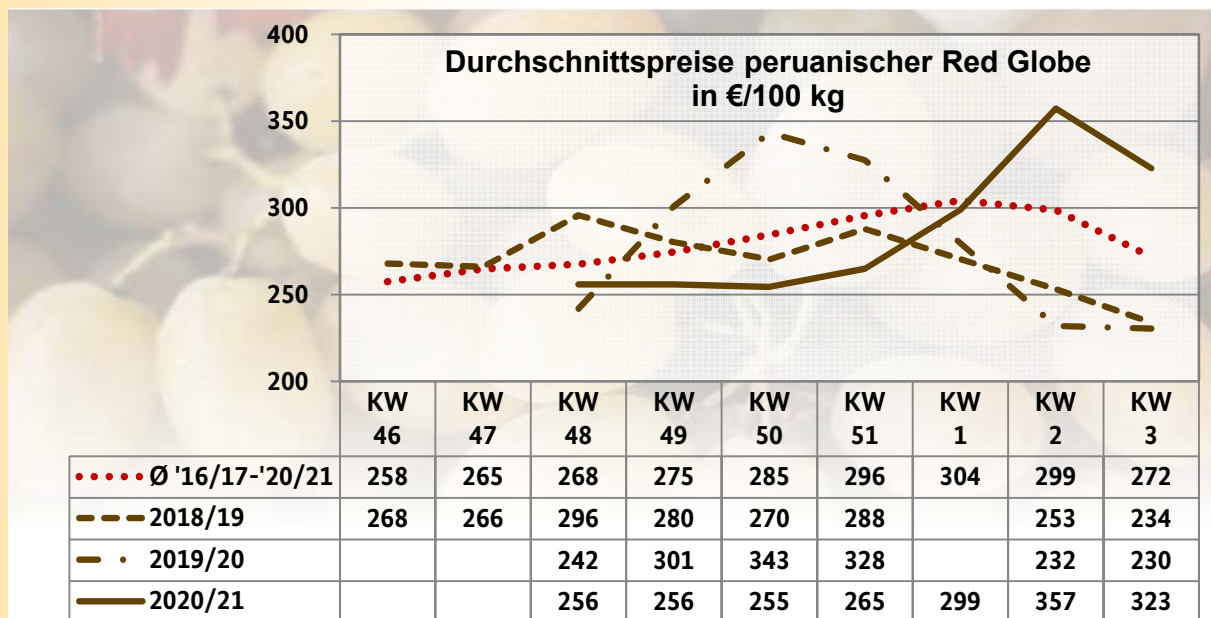 Durchschnittspreise peruanischer Red Globe
in €/100 kg
400
350
300
250
200
KW 46 KW 47 KW 48 KW 49 KW 50 KW 51 KW 1 KW 2 KW 3
Ø '16/17-'20/21 258 265 268 275 285 296 304 299 272
2018/19 268 266 296 280 270 288 253 234
2019/20 242 301 343 328 232 230
2020/21 256 256 255 265 299 357 323